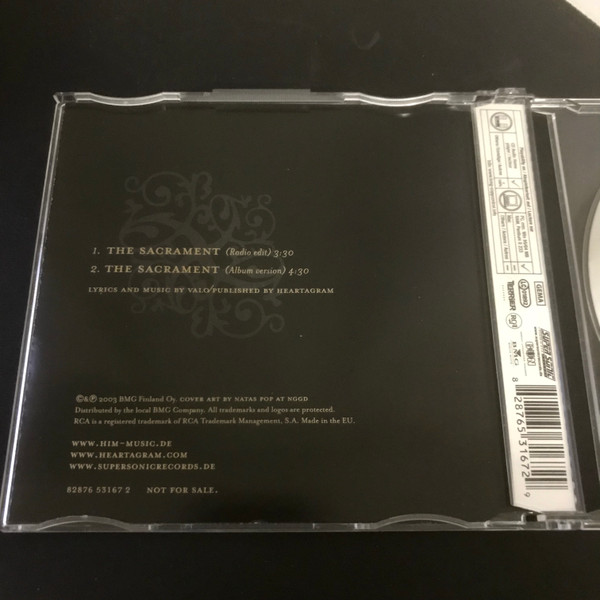 1. THE SACRAMENT (Radio edit) 3:30
2. THE SACRAMENT (Album version) 4:30
LYRICS AND MUSIC BY VALO/PUBLISHED BY HEARTAGRAM
©&℗ 2003 BMG Finland Oy. COVER ART BY NATAS POP AT NGGD
Distributed by the local BMG Company. All trademarks and logos are protected.
RCA is a registered trademark of RCA Trademark Management, S.A. Made in the EU.
WWW.HIM-MUSIC.DE
WWW.HEARTAGRAM.COM
WWW.SUPERSONICRECORDS.DE
82876 53167 2 NOT FOR SALE.
GEMA
BMG
SUPERSONIC
8 28765 31672 9